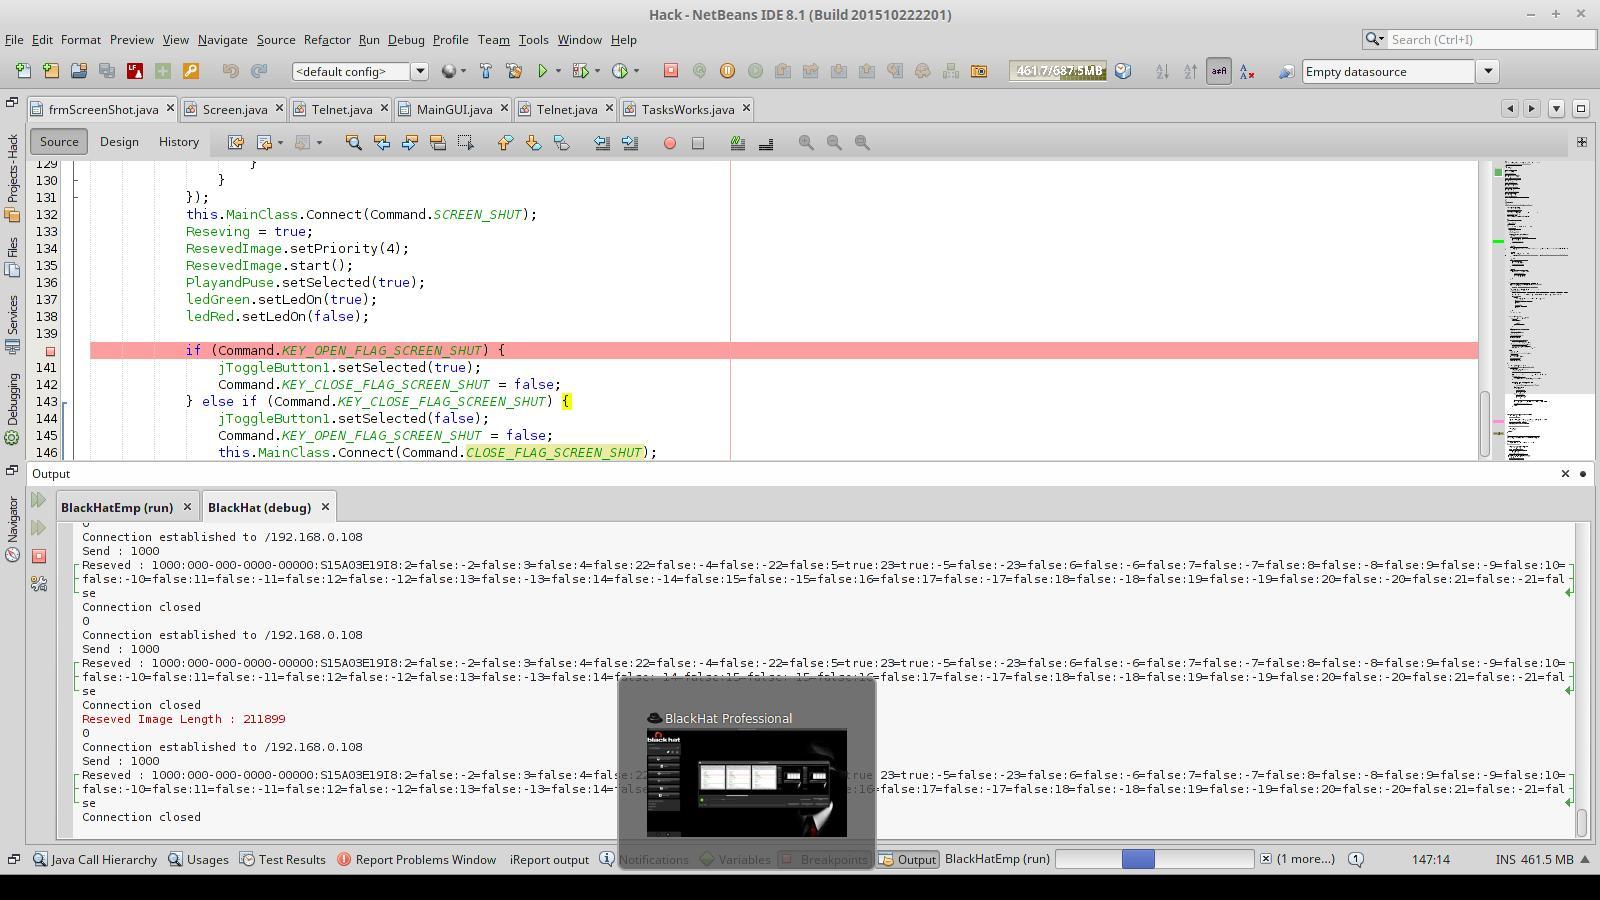 Hack - NetBeans IDE 8.1 (Build 201510222201)
File Edit Format Preview View Navigate Source Refactor Run Debug Profile Team Tools Window Help
Search (Ctrl+I)
<default config>
461.7/687.5MB
Empty datasource
frmScreenShot.java
Screen.java
Telnet.java
MainGUI.java
Telnet.java
TasksWorks.java
Source Design History
Projects - Hack
Files
Services
Debugging
Navigator
129 }
130 }
131 });
132 this.MainClass.Connect(Command.SCREEN_SHUT);
133 Reseving = true;
134 ResevedImage.setPriority(4);
135 ResevedImage.start();
136 PlayandPuse.setSelected(true);
137 ledGreen.setLedOn(true);
138 ledRed.setLedOn(false);
139
if (Command.KEY_OPEN_FLAG_SCREEN_SHUT) {
141 jToggleButton1.setSelected(true);
142 Command.KEY_CLOSE_FLAG_SCREEN_SHUT = false;
143 } else if (Command.KEY_CLOSE_FLAG_SCREEN_SHUT) {
144 jToggleButton1.setSelected(false);
145 Command.KEY_OPEN_FLAG_SCREEN_SHUT = false;
146 this.MainClass.Connect(Command.CLOSE_FLAG_SCREEN_SHUT);
Output
BlackHatEmp (run)
BlackHat (debug)
0
Connection established to /192.168.0.108
Send : 1000
Reseved : 1000:000-000-0000-00000:S15A03E19I8:2=false:-2=false:3=false:4=false:22=false:-4=false:-22=false:5=true:23=true:-5=false:-23=false:6=false:-6=false:7=false:-7=false:8=false:-8=false:9=false:-9=false:10=
false:-10=false:11=false:-11=false:12=false:-12=false:13=false:-13=false:14=false:-14=false:15=false:-15=false:16=false:17=false:-17=false:18=false:-18=false:19=false:-19=false:20=false:-20=false:21=false:-21=fal
se
Connection closed
0
Connection established to /192.168.0.108
Send : 1000
Reseved : 1000:000-000-0000-00000:S15A03E19I8:2=false:-2=false:3=false:4=false:22=false:-4=false:-22=false:5=true:23=true:-5=false:-23=false:6=false:-6=false:7=false:-7=false:8=false:-8=false:9=false:-9=false:10=
false:-10=false:11=false:-11=false:12=false:-12=false:13=false:-13=false:14=false:-14=false:15=false:-15=false:16=false:17=false:-17=false:18=false:-18=false:19=false:-19=false:20=false:-20=false:21=false:-21=fal
se
Connection closed
Reseved Image Length : 211899
0
Connection established to /192.168.0.108
Send : 1000
Reseved : 1000:000-000-0000-00000:S15A03E19I8:2=false:-2=false:3=false:4=false:22 true:23=true:-5=false:-23=false:6=false:-6=false:7=false:-7=false:8=false:-8=false:9=false:-9=false:10=
false:-10=false:11=false:-11=false:12=false:-12=false:13=false:-13=false:14= 16=false:17=false:-17=false:18=false:-18=false:19=false:-19=false:20=false:-20=false:21=false:-21=fal
se
Connection closed
BlackHat Professional
black hat
Java Call Hierarchy Usages Test Results Report Problems Window iReport output Notifications Variables Breakpoints Output BlackHatEmp (run) (1 more...) 1 147:14 INS 461.5 MB